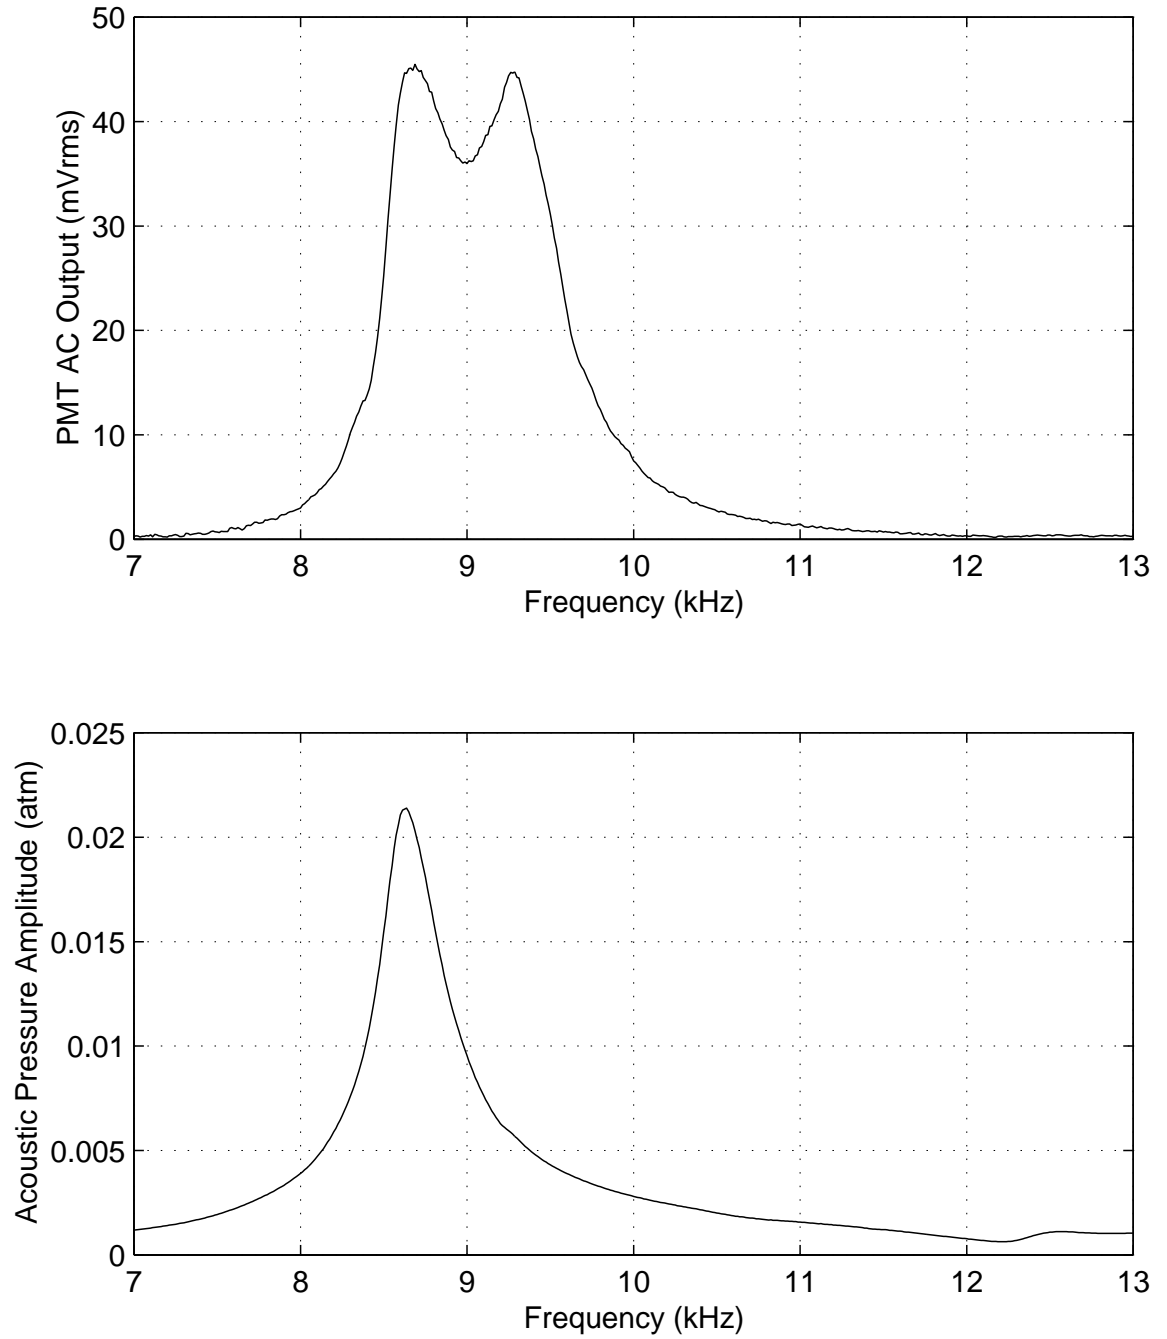 50
40
30
20
10
0
PMT AC Output (mVrms)
7 8 9 10 11 12 13
Frequency (kHz)
0.025
0.02
0.015
0.01
0.005
0
Acoustic Pressure Amplitude (atm)
7 8 9 10 11 12 13
Frequency (kHz)